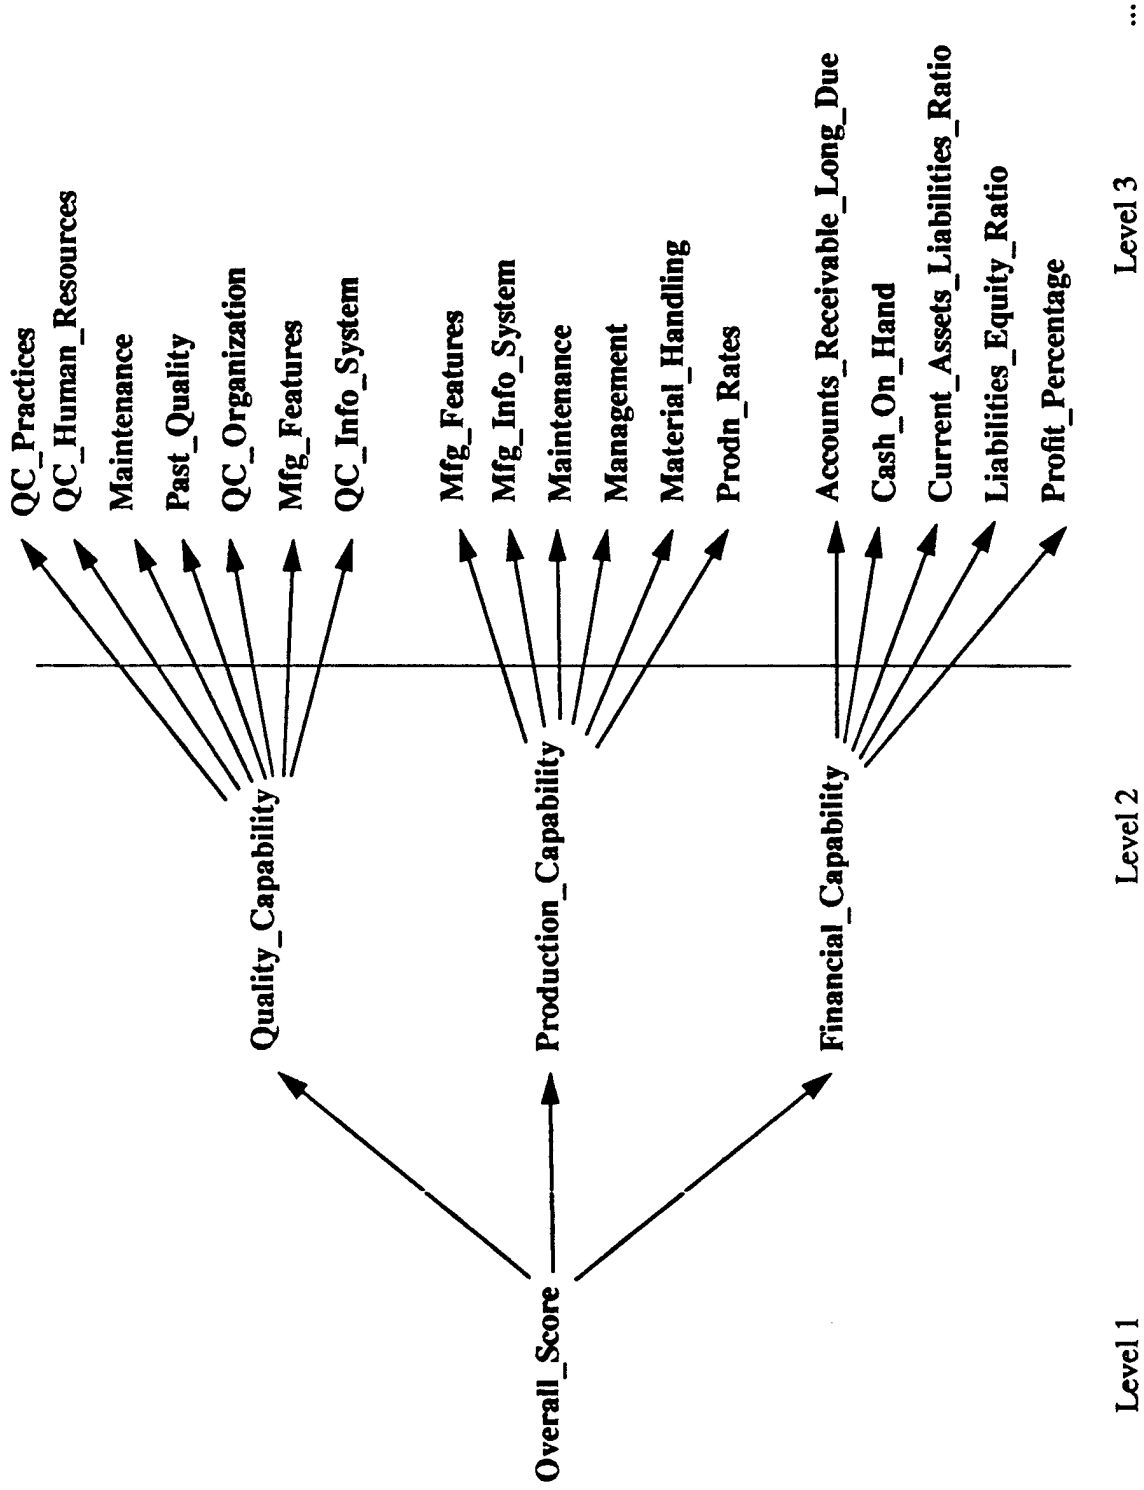 QC_Practices
QC_Human_Resources
Maintenance
Past_Quality
QC_Organization
Mfg_Features
QC_Info_System
Quality_Capability
Mfg_Features
Mfg_Info_System
Maintenance
Management
Material_Handling
Prodn_Rates
Overall_Score
Production_Capability
Accounts_Receivable_Long_Due
Cash_On_Hand
Current_Assets_Liabilities_Ratio
Liabilities_Equity_Ratio
Profit_Percentage
Financial_Capability
Level 1
Level 2
Level 3
...